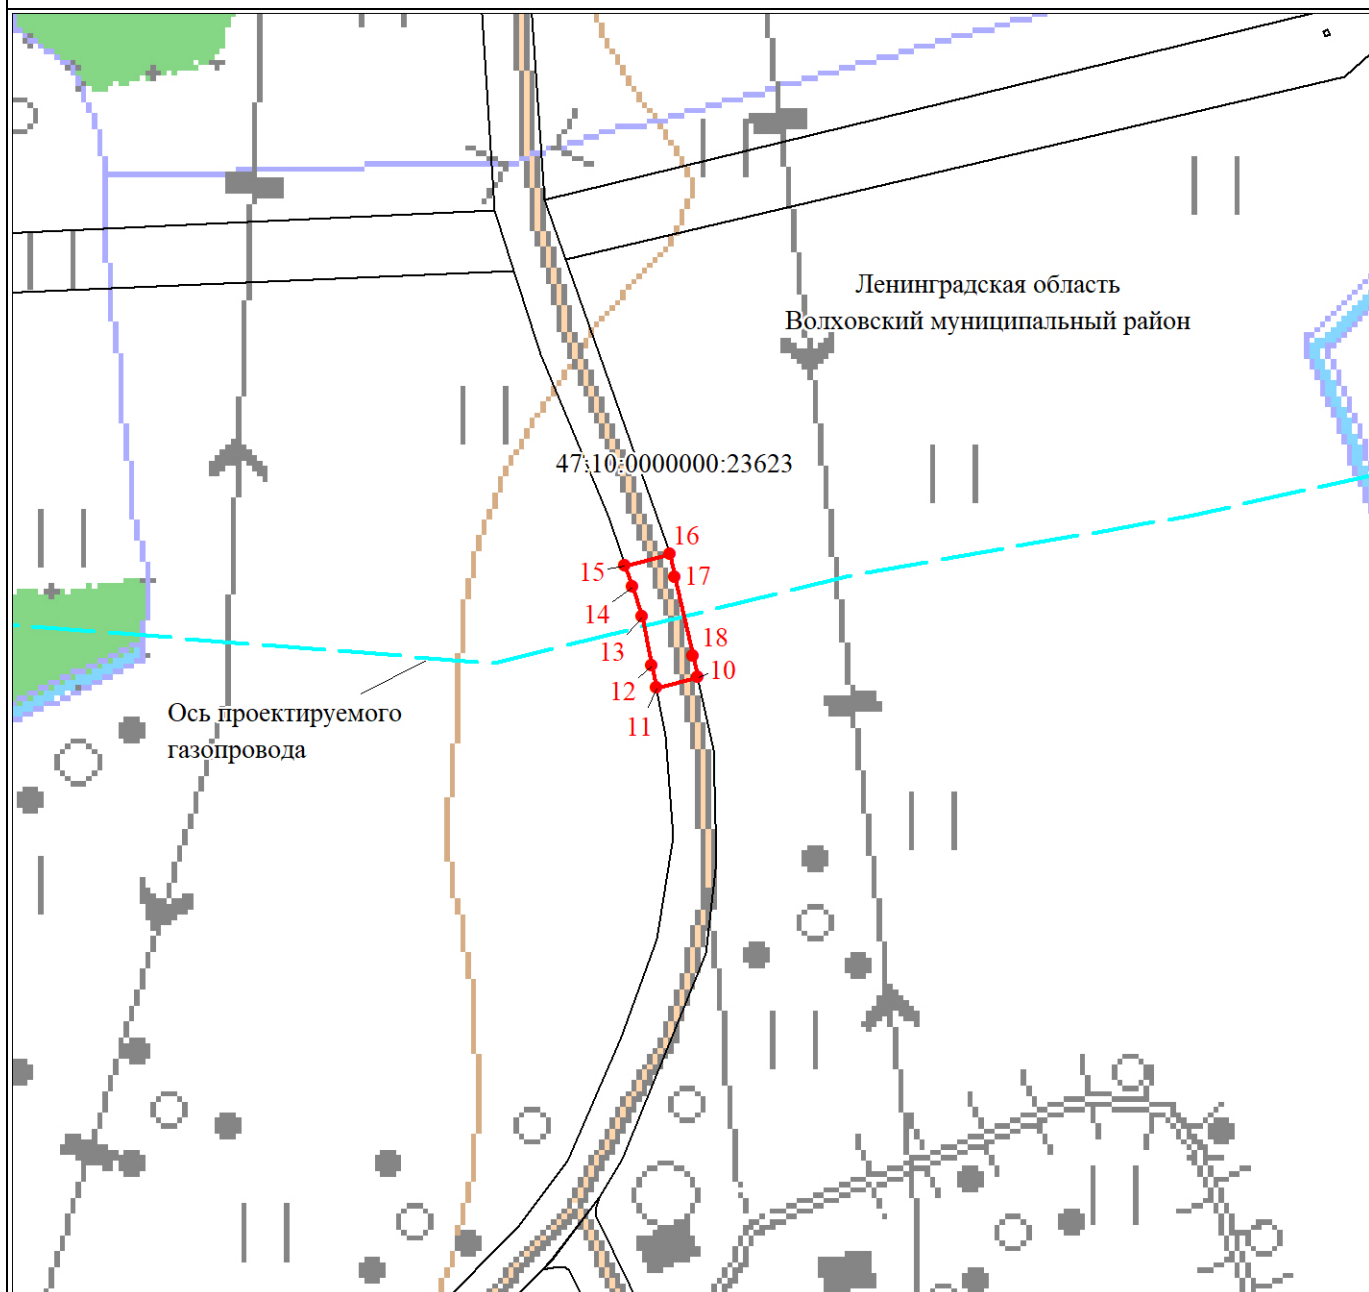 Ленинградская область
Волховский муниципальный район
47:10:0000000:23623
16
15
17
14
13
18
10
12
11
Ось проектируемого
газопровода